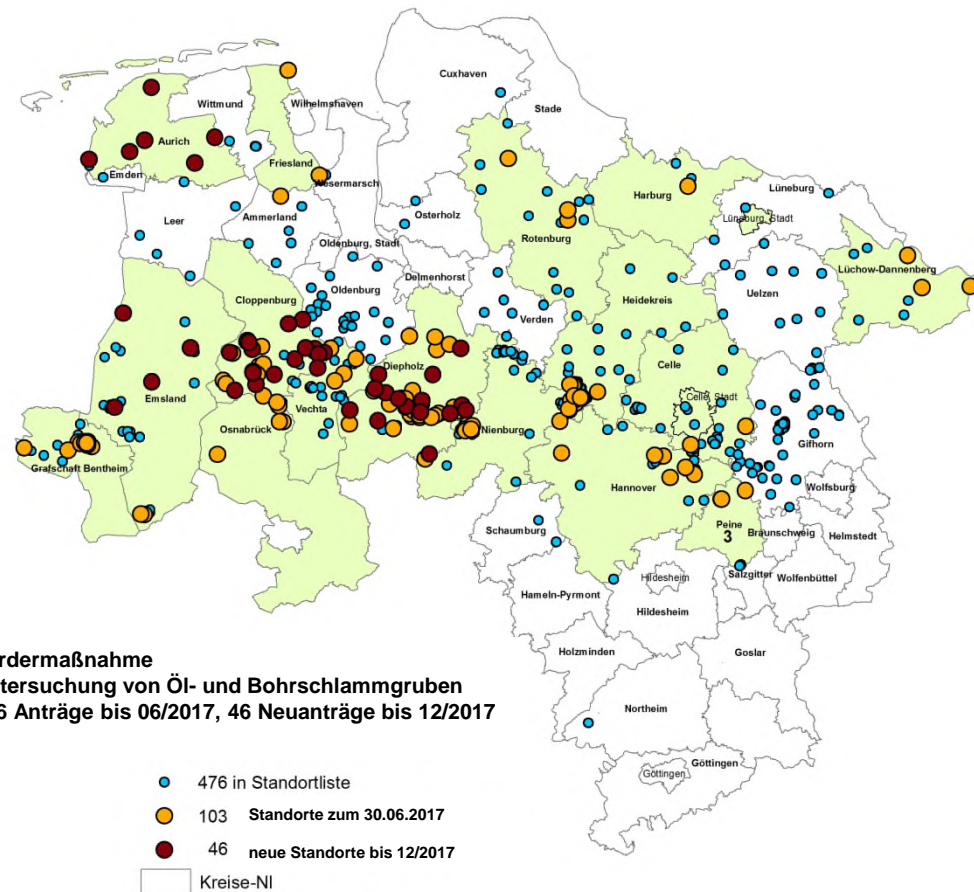 Cuxhaven
Stade
Wittmund
Wilhelmshaven
Aurich
Friesland
Emden
Wesermarsch
Harburg
Lüneburg
Leer
Ammerland
Osterholz
Lüneburg, Stadt
Rotenburg
Oldenburg, Stadt
Delmenhorst
Lüchow-Dannenberg
Cloppenburg
Oldenburg
Verden
Heidekreis
Uelzen
Diepholz
Celle
Emsland
Vechta
Celle, Stadt
Osnabrück
Nienburg
Gifhorn
Grafschaft Bentheim
Hannover
Wolfsburg
Schaumburg
Peine
3
Braunschweig
Helmstedt
Hildesheim
Salzgitter
Wolfenbüttel
Hameln-Pyrmont
Hildesheim
Holzminden
Goslar
rdermaßnahme
tersuchung von Öl- und Bohrschlammgruben
6 Anträge bis 06/2017, 46 Neuanträge bis 12/2017
Northeim
Göttingen
Göttingen
476 in Standortliste
103 Standorte zum 30.06.2017
46 neue Standorte bis 12/2017
Kreise-NI